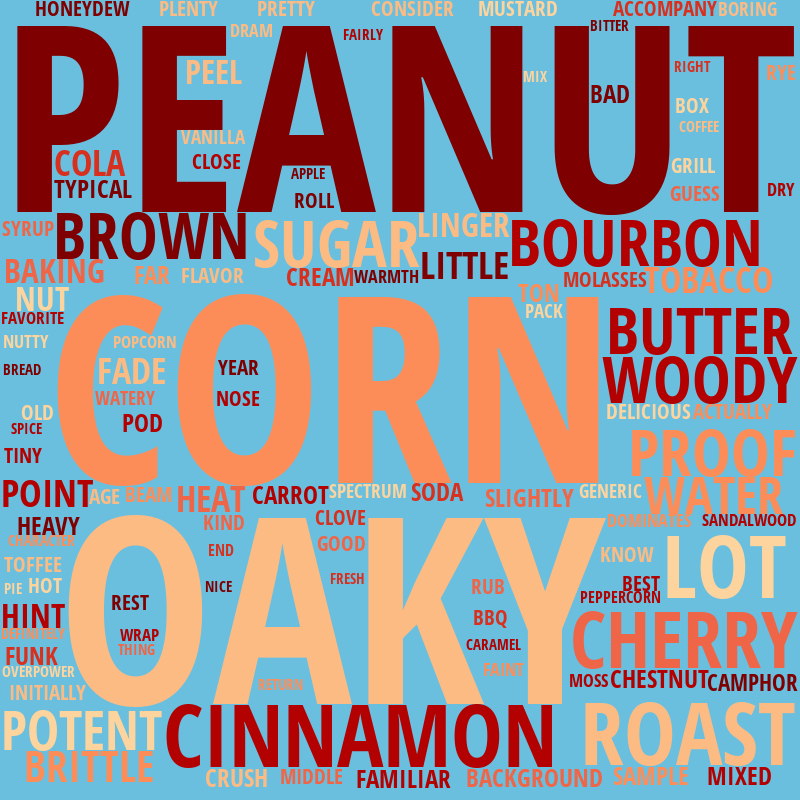 HONEYDEW PLENTY PRETTY CONSIDER MUSTARD ACCOMPANY BORING
DRAM FAIRLY BITTER
PEANUT
PEEL MIX RIGHT RYE
BAD BOX
VANILLA COFFEE
COLA CLOSE APPLE GRILL
TYPICAL ROLL GUESS DRY
SYRUP BROWN SUGAR LINGER BOURBON
BAKING FAR FLAVOR CREAM WARMTH LITTLE MOLASSES TOBACCO
NUT TON
FAVORITE PACK BUTTER
CORN
NUTTY POPCORN
BREAD FADE YEAR WOODY
OLD WATERY NOSE DELICIOUS ACTUALLY
SPICE POD
TINY PROOF
POINT AGE BEAM HEAT CARROT SPECTRUM SODA SLIGHTLY GENERIC WATER
HEAVY KIND CLOVE DOMINATES SANDALWOOD
CHARACTER END GOOD
OAKY
TOFFEE KNOW LOT
PIE HOT NICE FRESH RUB BEST
REST PEPPERCORN
HINT BBQ CHERRY
DEFINITELY WRAP
FUNK THING CARAMEL
OVERPOWER FAINT MOSS CHESTNUT CAMPHOR
INITIALLY RETURN
POTENT CINNAMON ROAST
BRITTLE CRUSH MIDDLE FAMILIAR BACKGROUND SAMPLE MIXED